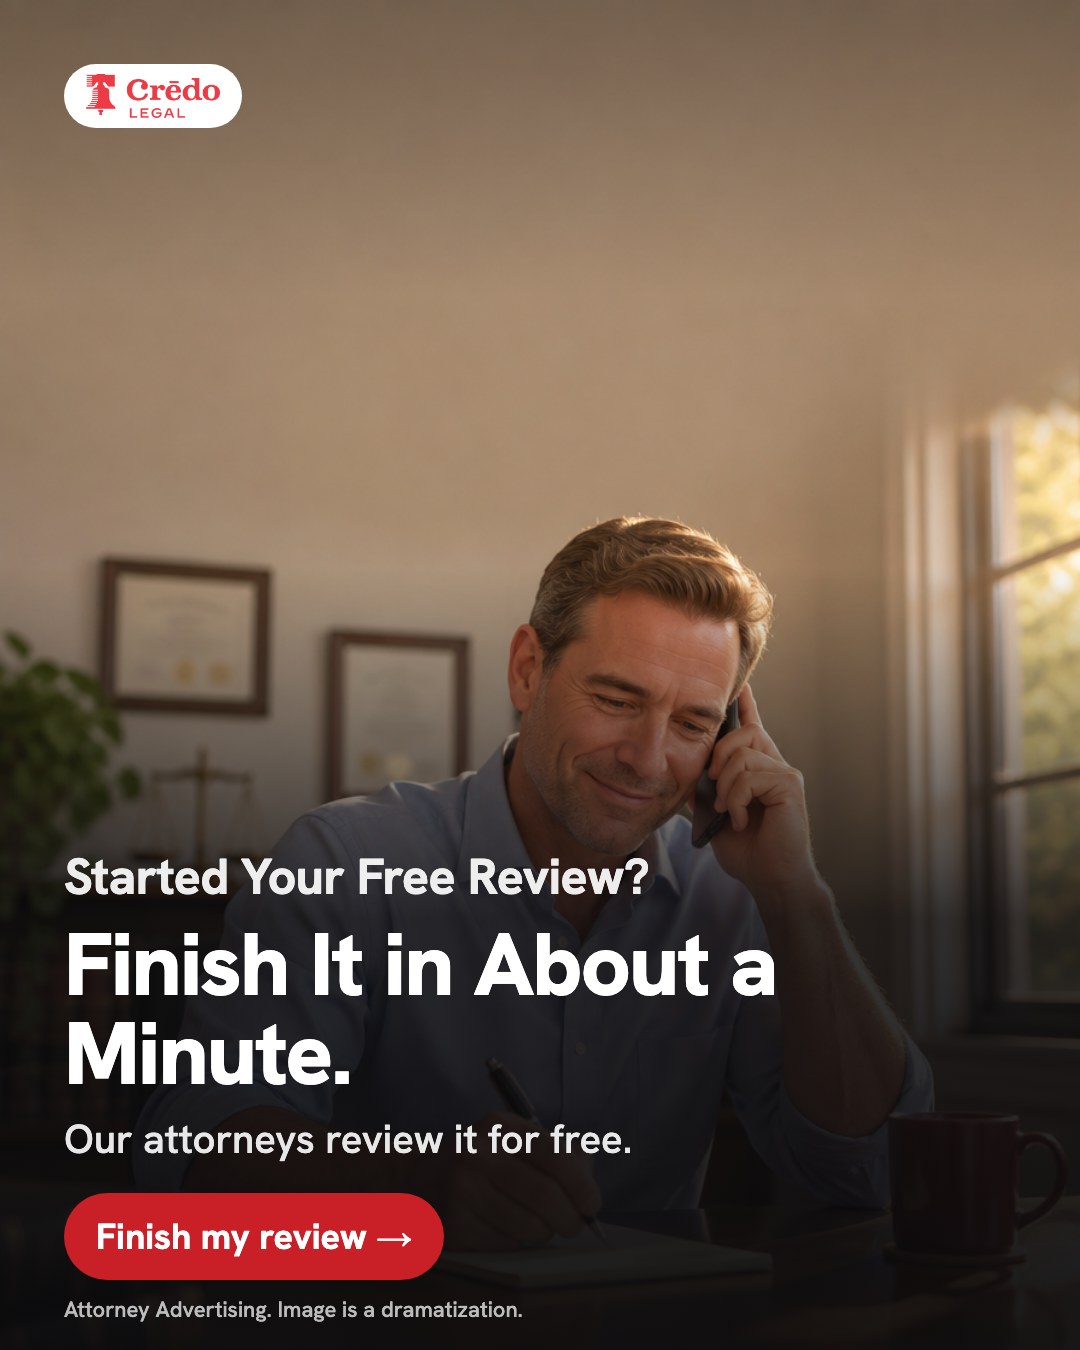 Crēdo
LEGAL
Started Your Free Review?
Finish It in About a
Minute.
Our attorneys review it for free.
Finish my review →
Attorney Advertising. Image is a dramatization.